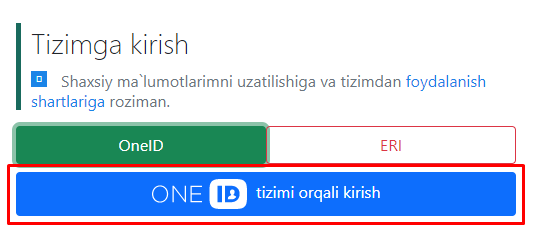 Tizimga kirish
Shaxsiy ma`lumotlarimni uzatilishiga va tizimdan foydalanish
shartlariga roziman.
OneID ERI
ONE ID tizimi orqali kirish